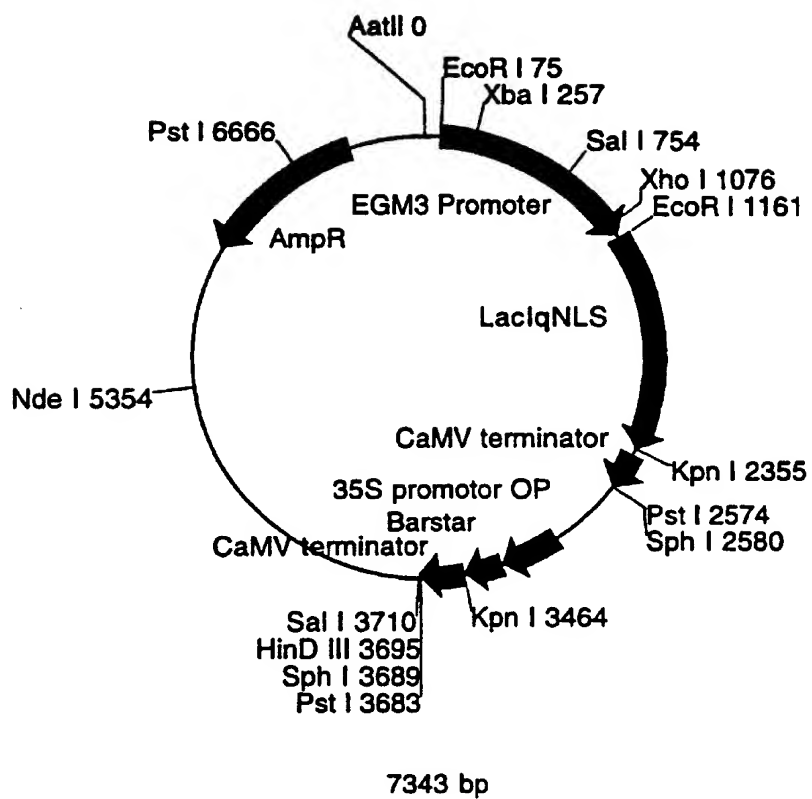 AatII 0
EcoR I 75
Xba I 257
Pst I 6666
Sal I 754
Xho I 1076
EcoR I 1161
EGM3 Promoter
AmpR
LacIqNLS
Nde I 5354
CaMV terminator
Kpn I 2355
35S promotor OP
Barstar
Pst I 2574
Sph I 2580
CaMV terminator
Sal I 3710
Kpn I 3464
HinD III 3695
Sph I 3689
Pst I 3683
7343 bp